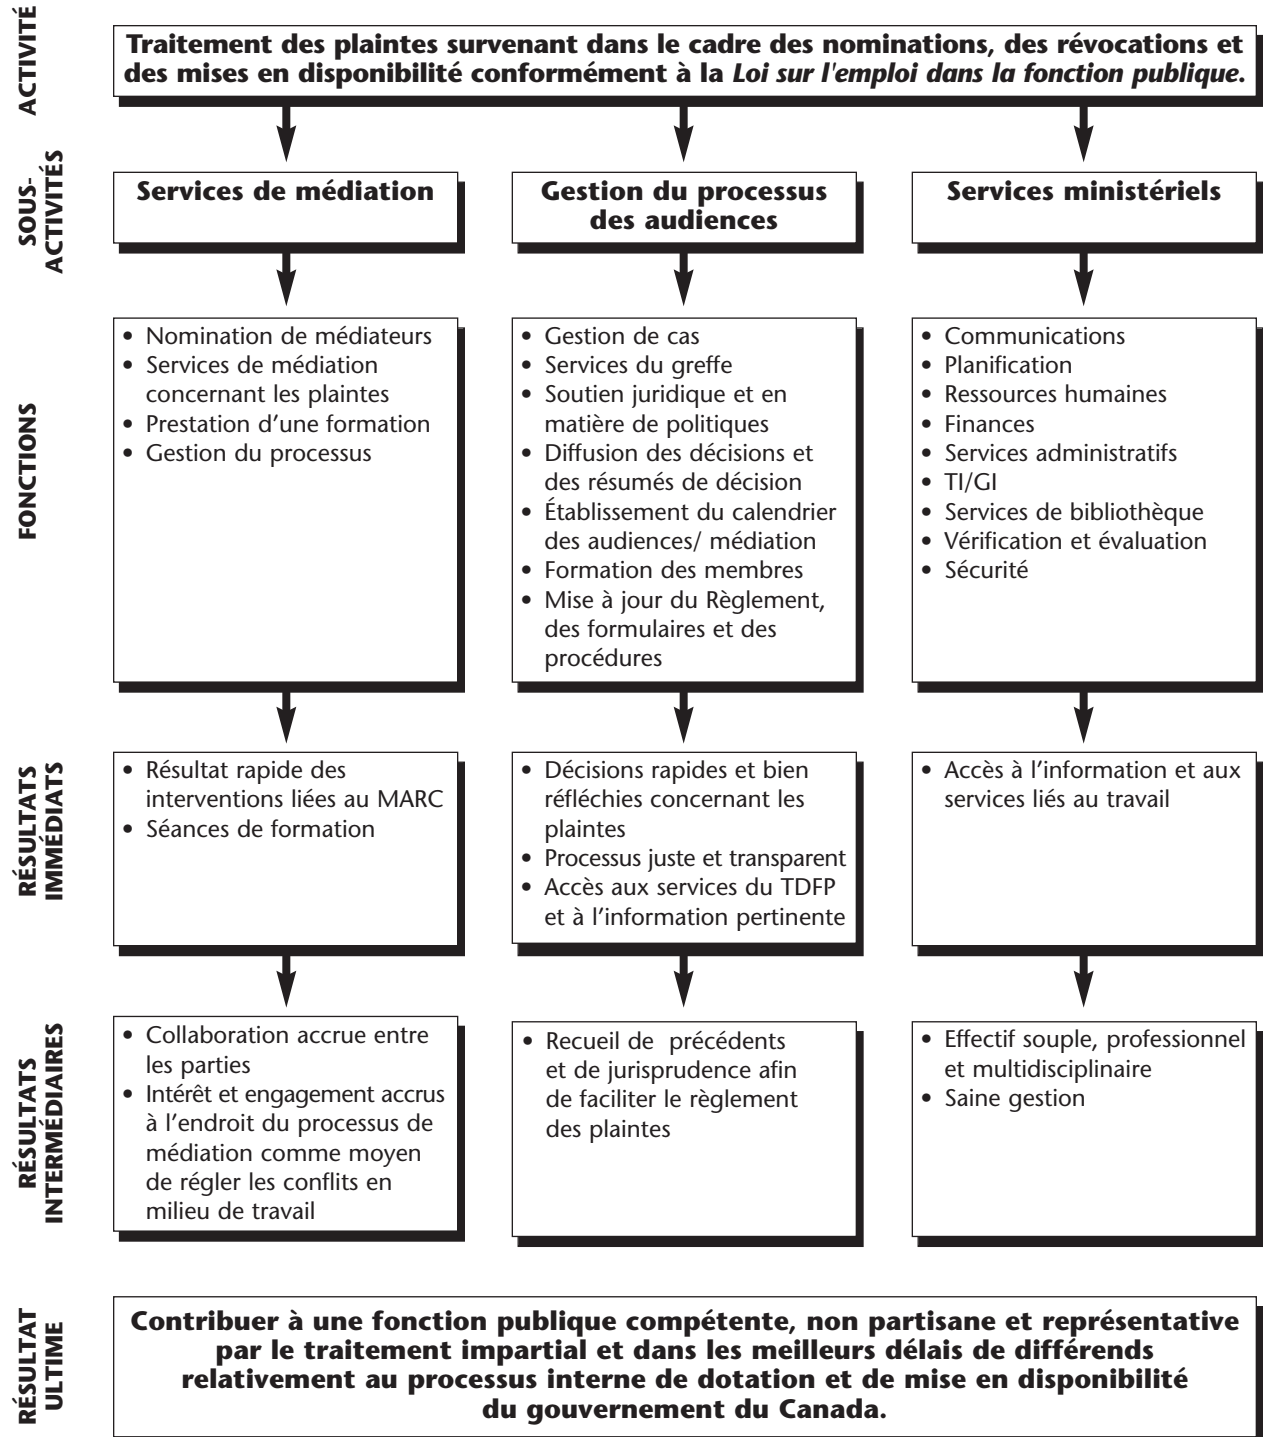 ACTIVITÉ
Traitement des plaintes survenant dans le cadre des nominations, des révocations et
des mises en disponibilité conformément à la Loi sur l'emploi dans la fonction publique.
SOUS-
ACTIVITÉS
Services de médiation
Gestion du processus
des audiences
Services ministériels
FONCTIONS
• Nomination de médiateurs
• Services de médiation
concernant les plaintes
• Prestation d’une formation
• Gestion du processus
• Gestion de cas
• Services du greffe
• Soutien juridique et en
matière de politiques
• Diffusion des décisions et
des résumés de décision
• Établissement du calendrier
des audiences/ médiation
• Formation des membres
• Mise à jour du Règlement,
des formulaires et des
procédures
• Communications
• Planification
• Ressources humaines
• Finances
• Services administratifs
• TI/GI
• Services de bibliothèque
• Vérification et évaluation
• Sécurité
RÉSULTATS
IMMÉDIATS
• Résultat rapide des
interventions liées au MARC
• Séances de formation
• Décisions rapides et bien
réfléchies concernant les
plaintes
• Processus juste et transparent
• Accès aux services du TDFP
et à l’information pertinente
• Accès à l’information et aux
services liés au travail
RÉSULTATS
INTERMÉDIAIRES
• Collaboration accrue entre
les parties
• Intérêt et engagement accrus
à l’endroit du processus de
médiation comme moyen
de régler les conflits en
milieu de travail
• Recueil de précédents
et de jurisprudence afin
de faciliter le règlement
des plaintes
• Effectif souple, professionnel
et multidisciplinaire
• Saine gestion
RÉSULTAT
ULTIME
Contribuer à une fonction publique compétente, non partisane et représentative
par le traitement impartial et dans les meilleurs délais de différends
relativement au processus interne de dotation et de mise en disponibilité
du gouvernement du Canada.